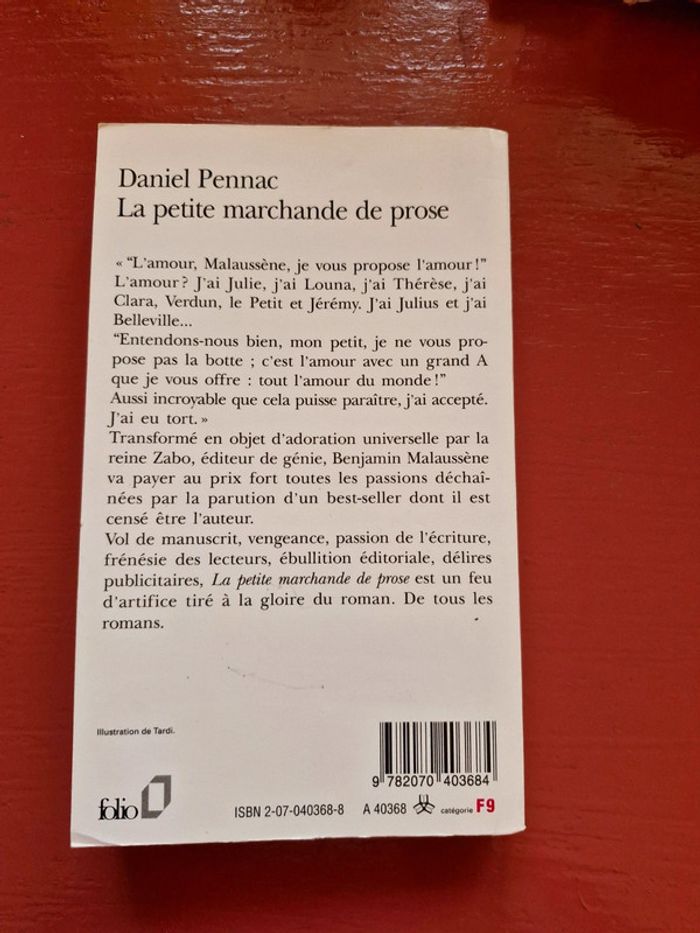 Daniel Pennac
La petite marchande de prose
« “L’amour, Malaussène, je vous propose l’amour !”
L’amour ? J’ai Julie, j’ai Louna, j’ai Thérèse, j’ai
Clara, Verdun, le Petit et Jérémy. J’ai Julius et j’ai
Belleville...
“Entendons-nous bien, mon petit, je ne vous pro-
pose pas la botte ; c’est l’amour avec un grand A
que je vous offre : tout l’amour du monde !”
Aussi incroyable que cela puisse paraître, j’ai accepté.
J’ai eu tort. »
Transformé en objet d’adoration universelle par la
reine Zabo, éditeur de génie, Benjamin Malaussène
va payer au prix fort toutes les passions déchaî-
nées par la parution d’un best-seller dont il est
censé être l’auteur.
Vol de manuscrit, vengeance, passion de l’écriture,
frénésie des lecteurs, ébullition éditoriale, délires
publicitaires, La petite marchande de prose est un feu
d’artifice tiré à la gloire du roman. De tous les
romans.
Illustration de Tardi.
9 782070 403684
folio
ISBN 2-07-040368-8 A 40368 catégorie F9